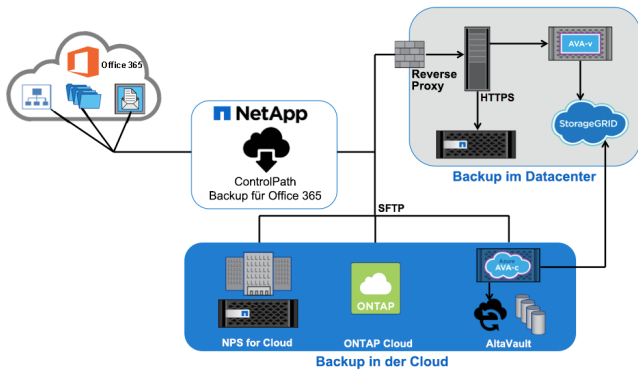 Office 365
NetApp
ControlPath
Backup für Office 365
Reverse
Proxy
HTTPS
AVA-v
StorageGRID
Backup im Datacenter
SFTP
NPS for Cloud
ONTAP
ONTAP Cloud
Azure
AVA-c
AltaVault
Backup in der Cloud